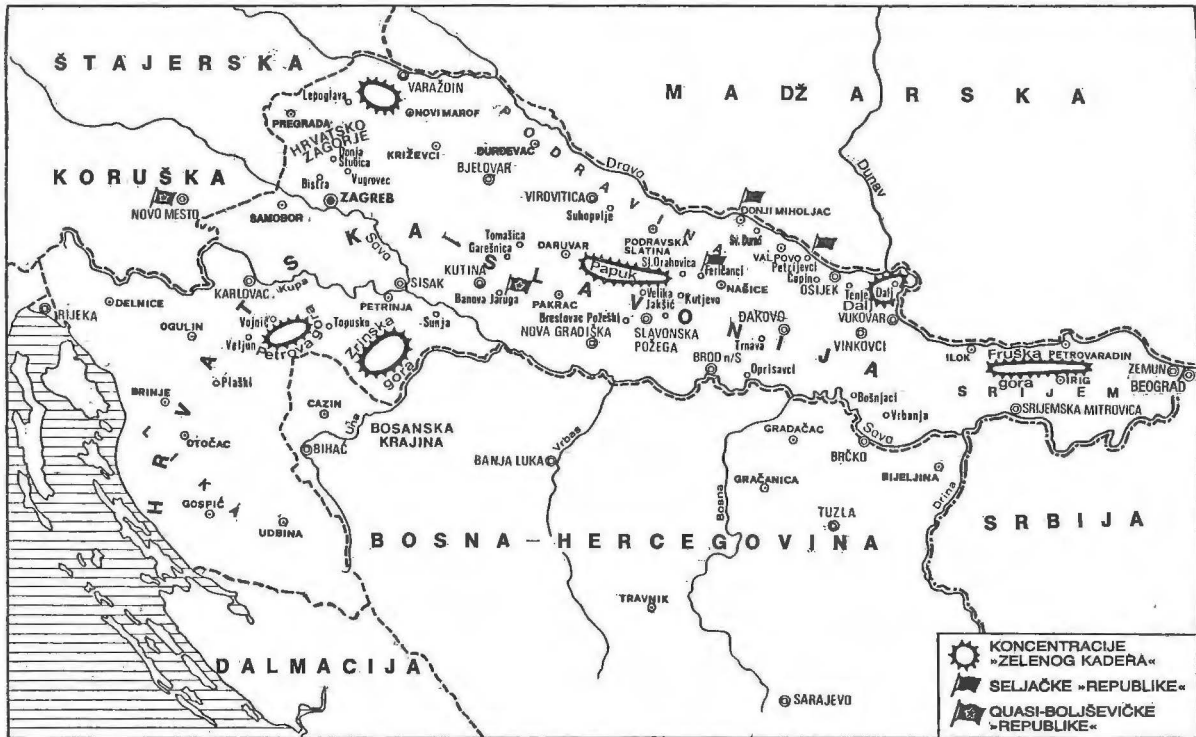 ŠTAJERSKA
MADŽARSKA
VARAŽDIN
Lepoglava
NOVI MAROF
PREGRADA
HRVATSKO
ZAGORJE
Donja
Stubica
KRIŽEVCI
ĐURĐEVAC
PODRAVINA
Drava
Dunav
KORUŠKA
Bistra
Vugrovec
BJELOVAR
ZAGREB
NOVO MESTO
SAMOBOR
VIROVITICA
Suhopolje
DONJI MIHOLJAC
Sv. Đurađ
HRVATSKA
SLAVONIJA
Sava
Tomašica
Garešnica
DARUVAR
PODRAVSKA
SLATINA
Sl. Orahovica
Feričanci
VALPOVO
Petrijevci
Čepin
OSIJEK
Tenje
Dalj
Dalj
KUTINA
Papuk
NAŠICE
SISAK
Banova Jaruga
PAKRAC
Velika
Kutjevo
Jakšić
KARLOVAC
Kupa
PETRINJA
Sunja
Brestovac Požeški
NOVA GRADIŠKA
SLAVONSKA
POŽEGA
ĐAKOVO
VUKOVAR
VINKOVCI
DELNICE
RIJEKA
OGULIN
Vojnić
Topusko
Veljun
Petrova gora
Zrinska
gora
Trnava
BROD n/S
Oprisavci
ILOK
Fruška
gora
PETROVARADIN
IRIG
ZEMUN
BEOGRAD
SRIJEM
SRIJEMSKA MITROVICA
Plaški
BRINJE
CAZIN
Una
BOSANSKA
KRAJINA
Bošnjaci
Vrbanja
OTOČAC
BIHAĆ
Vrbas
GRADAČAC
Sava
BRČKO
BANJA LUKA
LIKA
GRAČANICA
BIJELJINA
Drina
Bosna
GOSPIĆ
UDBINA
TUZLA
SRBIJA
BOSNA-HERCEGOVINA
TRAVNIK
DALMACIJA
SARAJEVO
KONCENTRACIJE
»ZELENOG KADERA«
SELJAČKE »REPUBLIKE«
QUASI-BOLJŠEVIČKE
»REPUBLIKE«